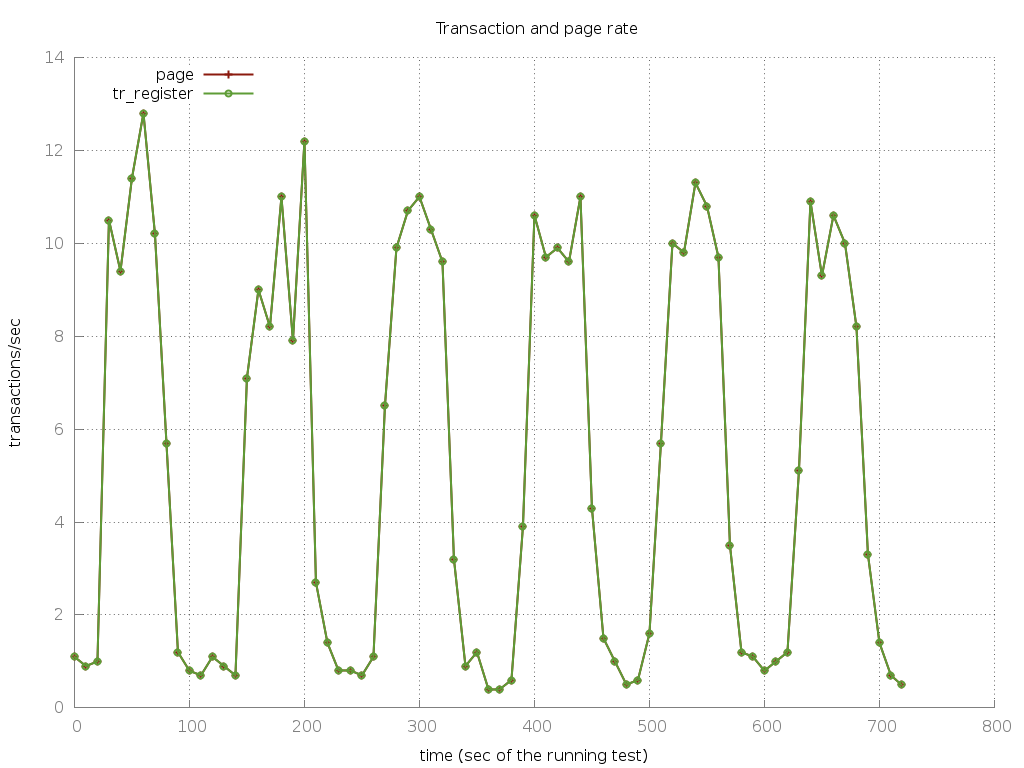 Transaction and page rate
14
12
10
8
6
4
2
0
page
tr_register
transactions/sec
0 100 200 300 400 500 600 700 800
time (sec of the running test)